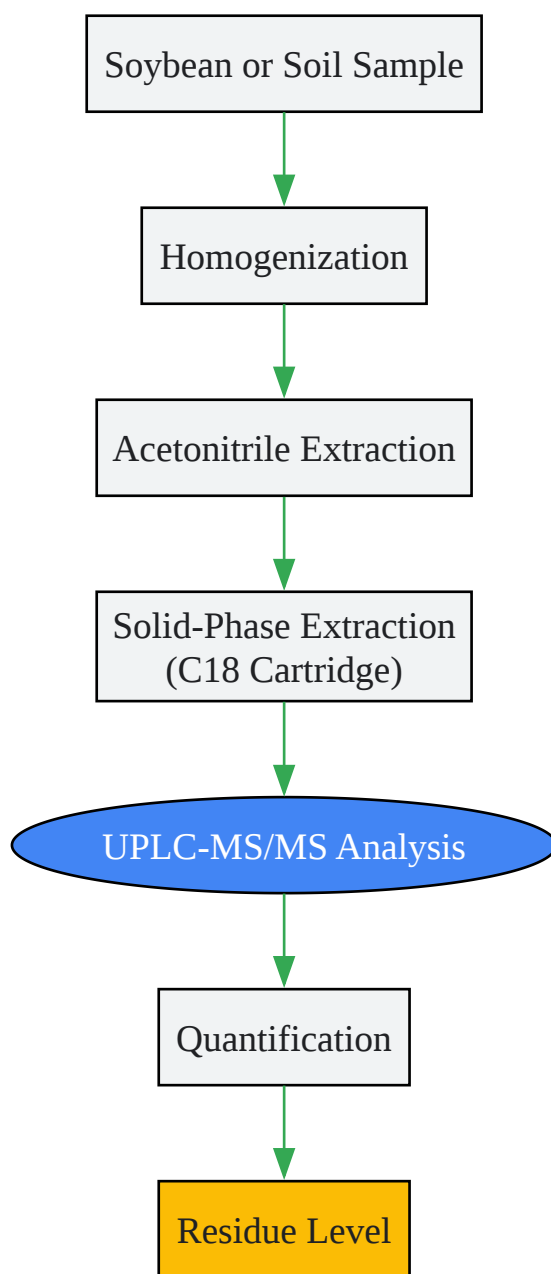 Soybean or Soil Sample
Homogenization
Acetonitrile Extraction
Solid-Phase Extraction
(C18 Cartridge)
UPLC-MS/MS Analysis
Quantification
Residue Level